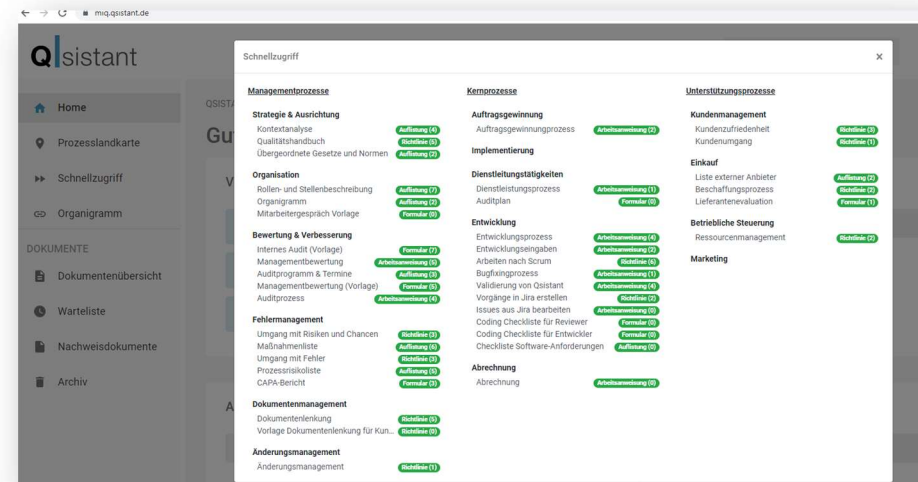 miq.qsistant.de
Qsistant
Home
Prozesslandkarte
Schnellzugriff
Organigramm
DOKUMENTE
Dokumentenübersicht
Warteliste
Nachweisdokumente
Archiv
QSISTA
Gu
V
A
Schnellzugriff ×
Managementprozesse
Strategie & Ausrichtung
Kontextanalyse Auflistung (4)
Qualitätshandbuch Richtlinie (5)
Übergeordnete Gesetze und Normen Auflistung (2)
Organisation
Rollen- und Stellenbeschreibung Auflistung (7)
Organigramm Auflistung (2)
Mitarbeitergespräch Vorlage Formular (0)
Bewertung & Verbesserung
Internes Audit (Vorlage) Formular (7)
Managementbewertung Arbeitsanweisung (5)
Auditprogramm & Termine Auflistung (3)
Managementbewertung (Vorlage) Formular (5)
Auditprozess Arbeitsanweisung (4)
Fehlermanagement
Umgang mit Risiken und Chancen Richtlinie (3)
Maßnahmenliste Auflistung (6)
Umgang mit Fehler Richtlinie (3)
Prozessrisikoliste Auflistung (5)
CAPA-Bericht Formular (3)
Dokumentenmanagement
Dokumentenlenkung Richtlinie (5)
Vorlage Dokumentenlenkung für Kun... Richtlinie (0)
Änderungsmanagement
Änderungsmanagement Richtlinie (1)
Kernprozesse
Auftragsgewinnung
Auftragsgewinnungprozess Arbeitsanweisung (2)
Implementierung
Dienstleitungstätigkeiten
Dienstleistungsprozess Arbeitsanweisung (1)
Auditplan Formular (0)
Entwicklung
Entwicklungsprozess Arbeitsanweisung (4)
Entwicklungseingaben Arbeitsanweisung (2)
Arbeiten nach Scrum Richtlinie (6)
Bugfixingprozess Arbeitsanweisung (1)
Validierung von Qsistant Arbeitsanweisung (4)
Vorgänge in Jira erstellen Richtlinie (2)
Issues aus Jira bearbeiten Arbeitsanweisung (0)
Coding Checkliste für Reviewer Formular (0)
Coding Checkliste für Entwickler Formular (0)
Checkliste Software-Anforderungen Auflistung (0)
Abrechnung
Abrechnung Arbeitsanweisung (0)
Unterstützungsprozesse
Kundenmanagement
Kundenzufriedenheit Richtlinie (3)
Kundenumgang Richtlinie (1)
Einkauf
Liste externer Anbieter Auflistung (2)
Beschaffungsprozess Richtlinie (2)
Lieferantenevaluation Formular (1)
Betriebliche Steuerung
Ressourcenmanagement Richtlinie (2)
Marketing